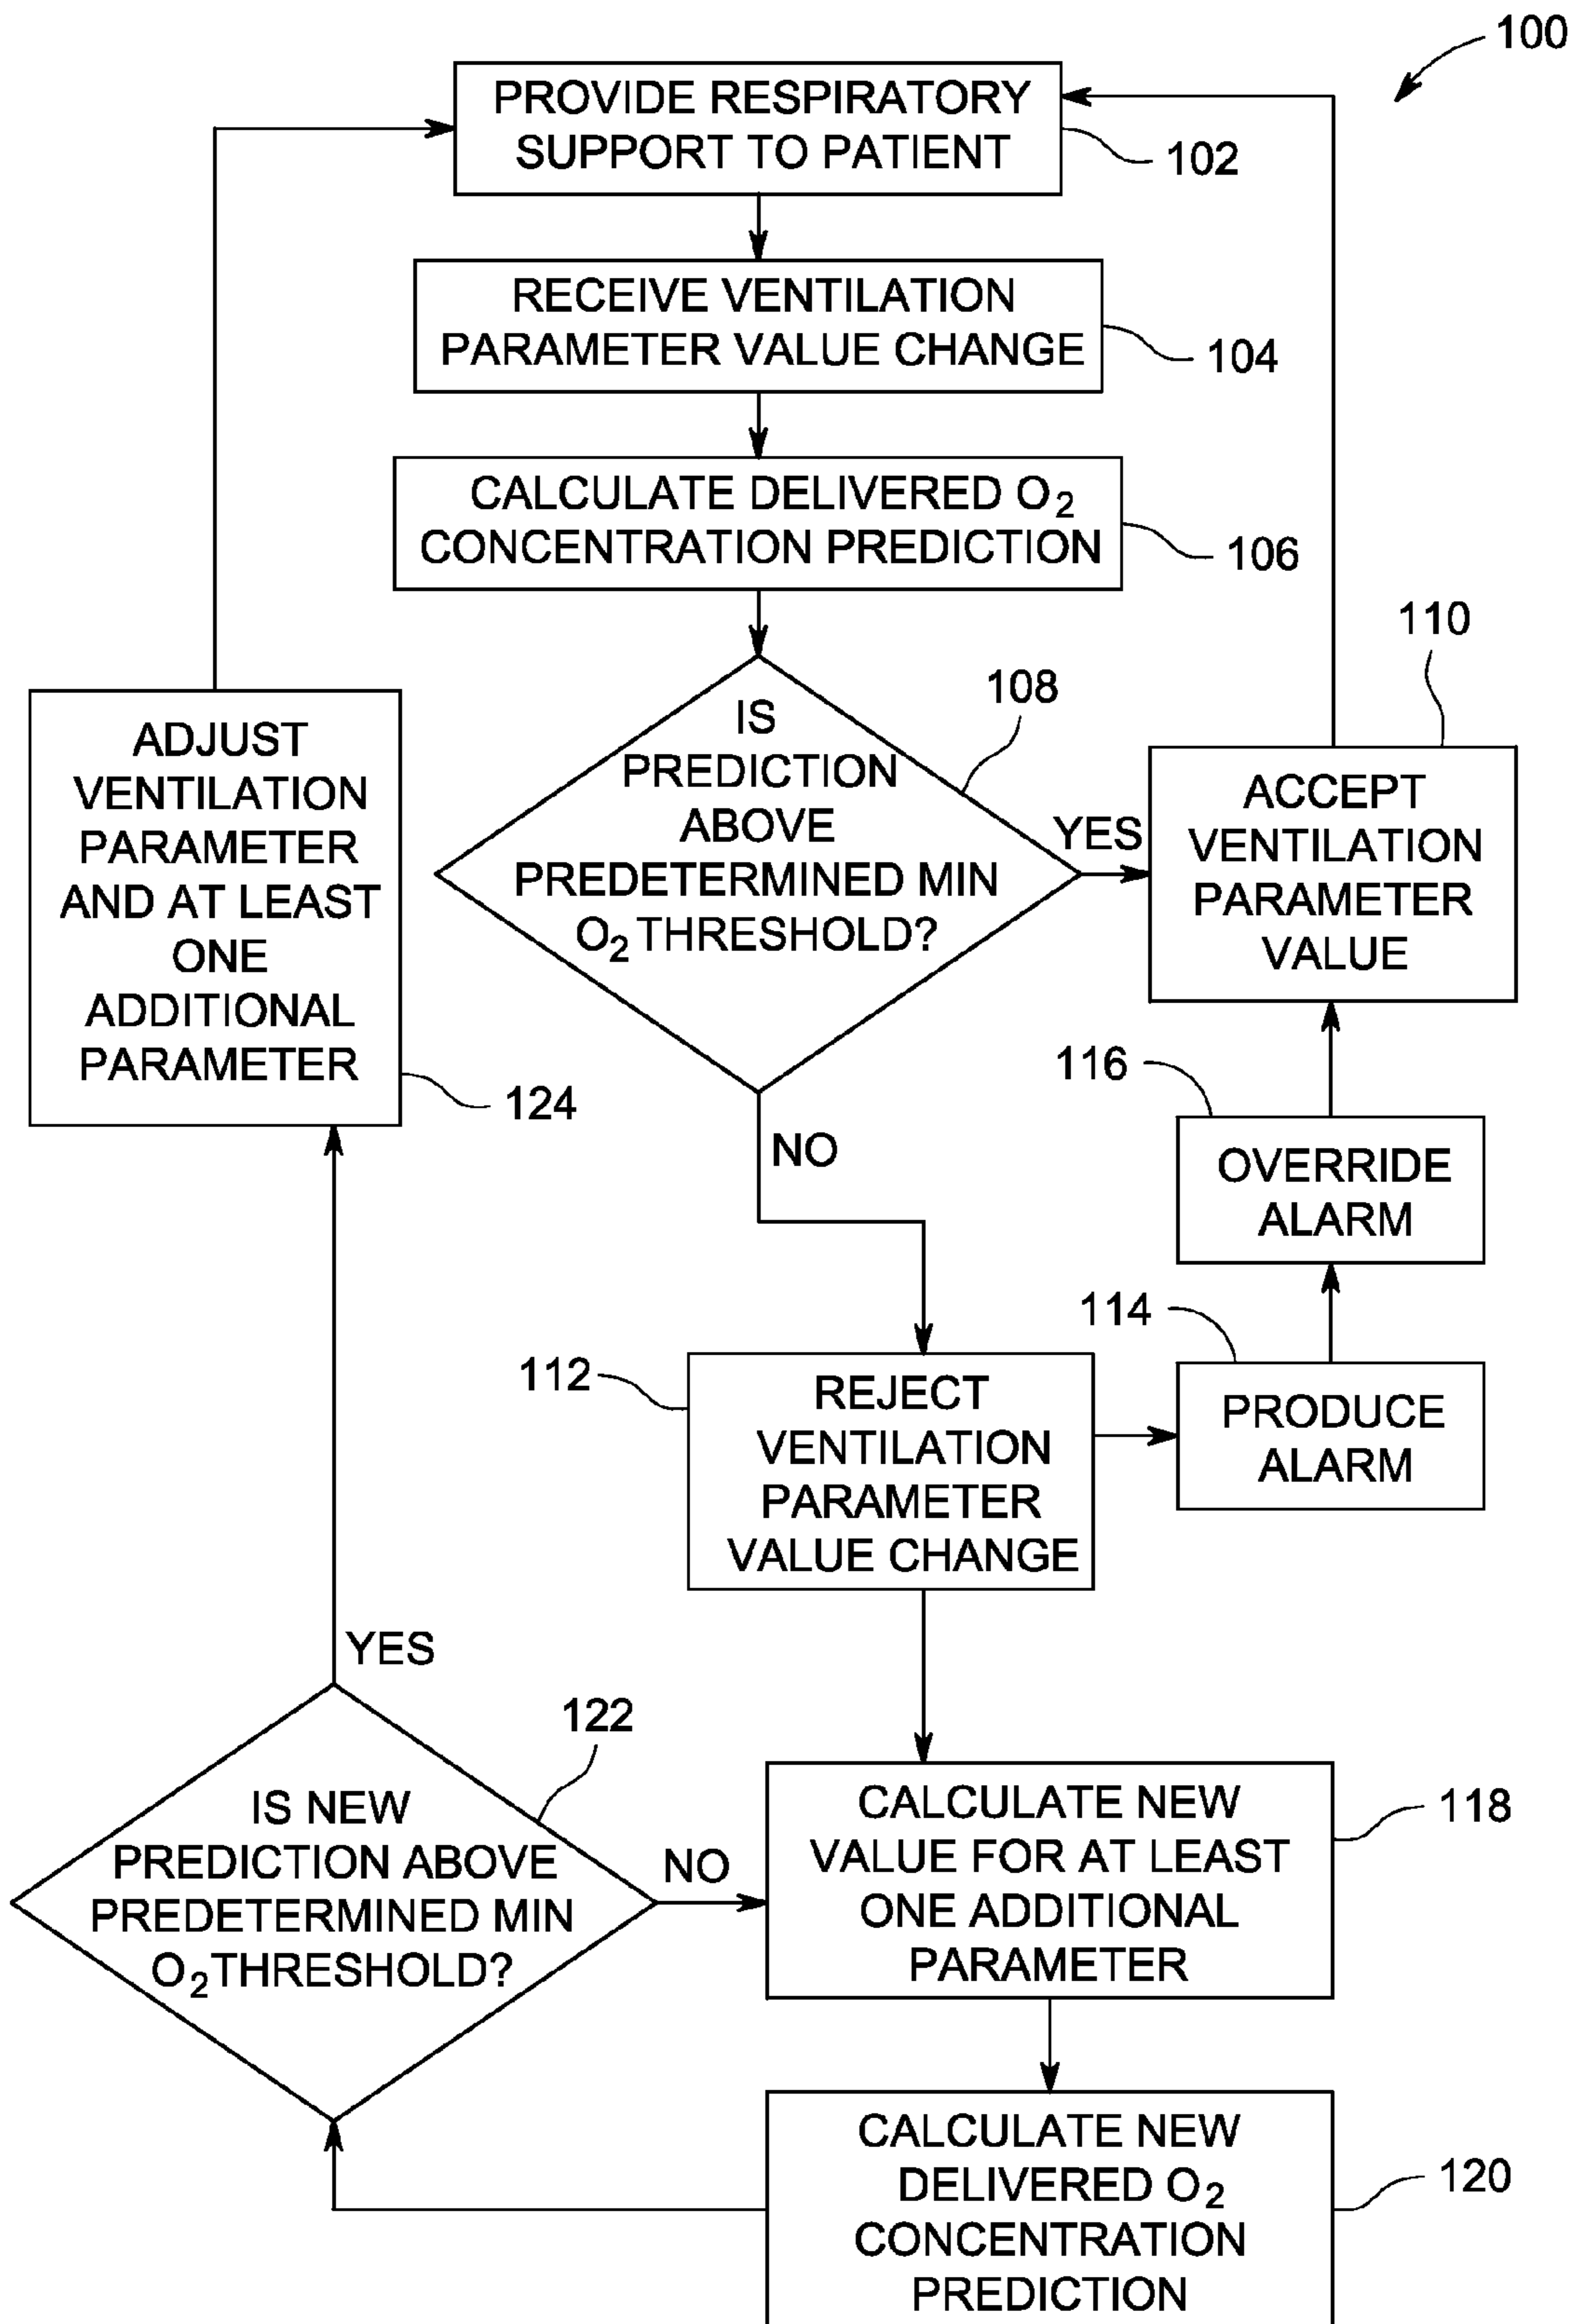 100
PROVIDE RESPIRATORY
SUPPORT TO PATIENT
102
RECEIVE VENTILATION
PARAMETER VALUE CHANGE
104
CALCULATE DELIVERED O₂
CONCENTRATION PREDICTION
106
IS
PREDICTION
ABOVE
PREDETERMINED MIN
O₂ THRESHOLD?
108
YES
NO
110
ACCEPT
VENTILATION
PARAMETER
VALUE
ADJUST
VENTILATION
PARAMETER
AND AT LEAST
ONE
ADDITIONAL
PARAMETER
124
116
OVERRIDE
ALARM
114
PRODUCE
ALARM
112
REJECT
VENTILATION
PARAMETER
VALUE CHANGE
YES
122
IS NEW
PREDICTION ABOVE
PREDETERMINED MIN
O₂ THRESHOLD?
NO
CALCULATE NEW
VALUE FOR AT LEAST
ONE ADDITIONAL
PARAMETER
118
CALCULATE NEW
DELIVERED O₂
CONCENTRATION
PREDICTION
120